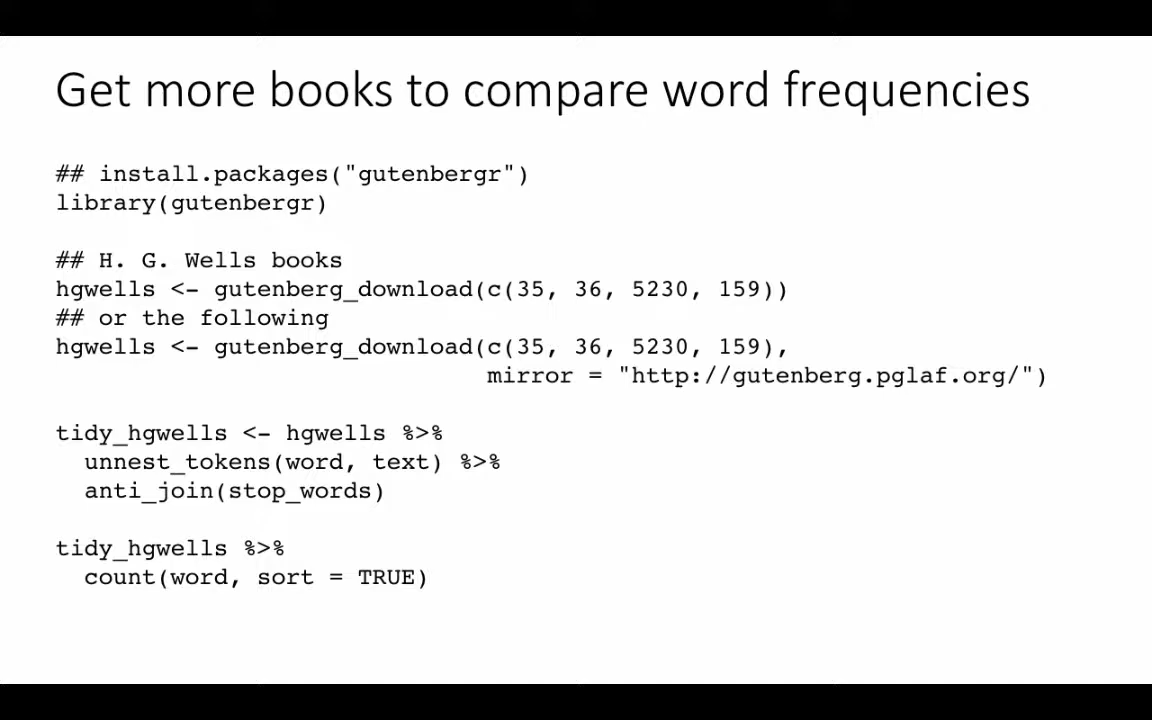 Get more books to compare word frequencies
## install.packages("gutenbergr")
library(gutenbergr)
## H. G. Wells books
hgwells <- gutenberg_download(c(35, 36, 5230, 159))
## or the following
hgwells <- gutenberg_download(c(35, 36, 5230, 159),
mirror = "http://gutenberg.pglaf.org/")
tidy_hgwells <- hgwells %>%
unnest_tokens(word, text) %>%
anti_join(stop_words)
tidy_hgwells %>%
count(word, sort = TRUE)